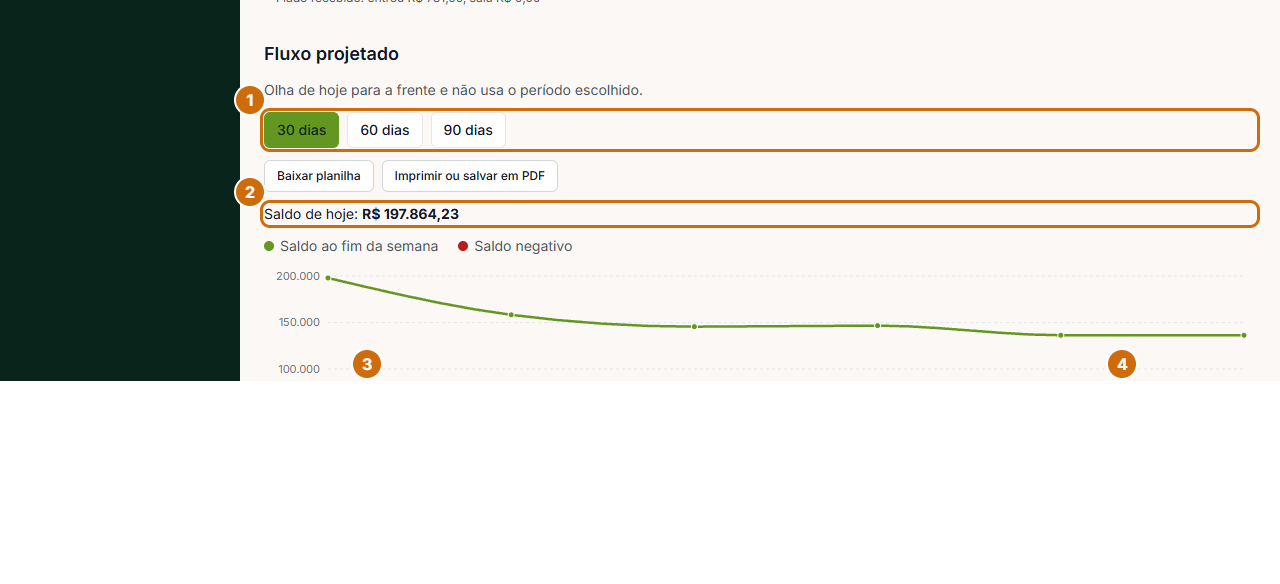 Fluxo projetado
Olha de hoje para a frente e não usa o período escolhido.
1
30 dias 60 dias 90 dias
Baixar planilha Imprimir ou salvar em PDF
2
Saldo de hoje: R$ 197.864,23
Saldo ao fim da semana Saldo negativo
200.000
150.000
3 4
100.000